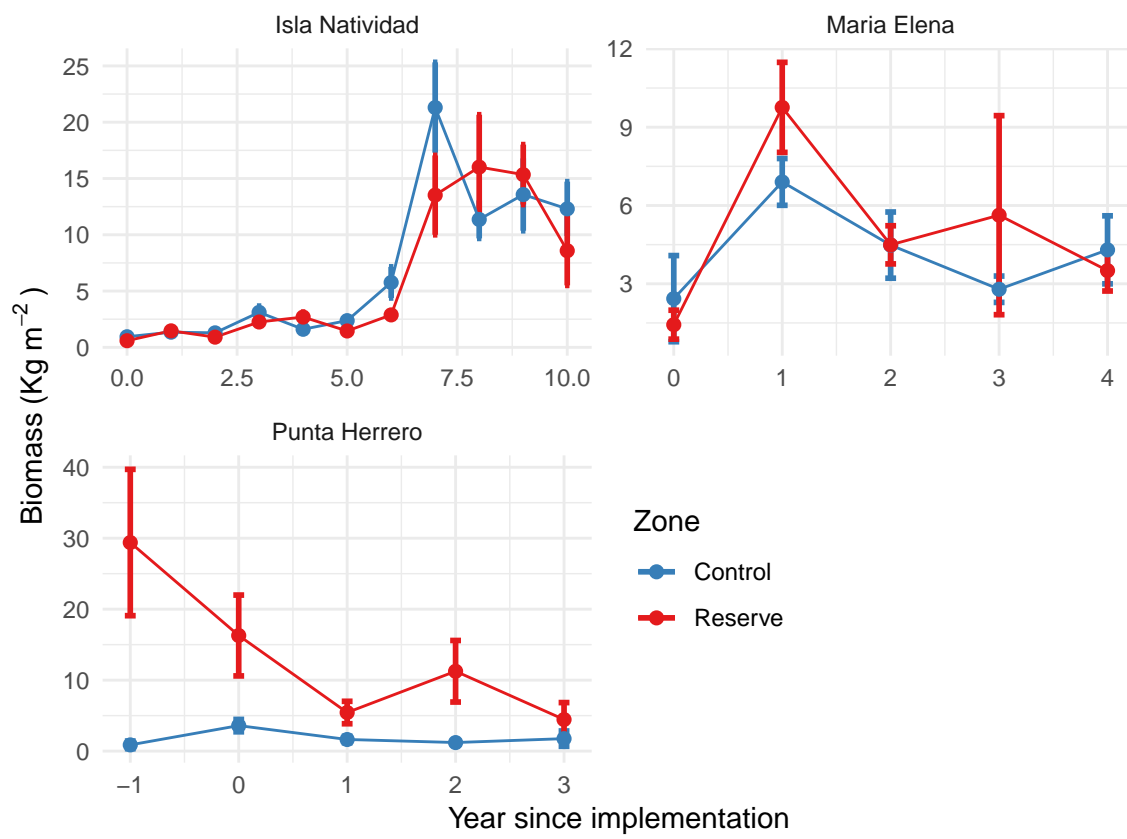 Isla Natividad
Maria Elena
25
20
15
10
5
0
0.0 2.5 5.0 7.5 10.0
12
9
6
3
0 1 2 3 4
Biomass (Kg m⁻²)
Punta Herrero
40
30
20
10
0
−1 0 1 2 3
Zone
Control
Reserve
Year since implementation